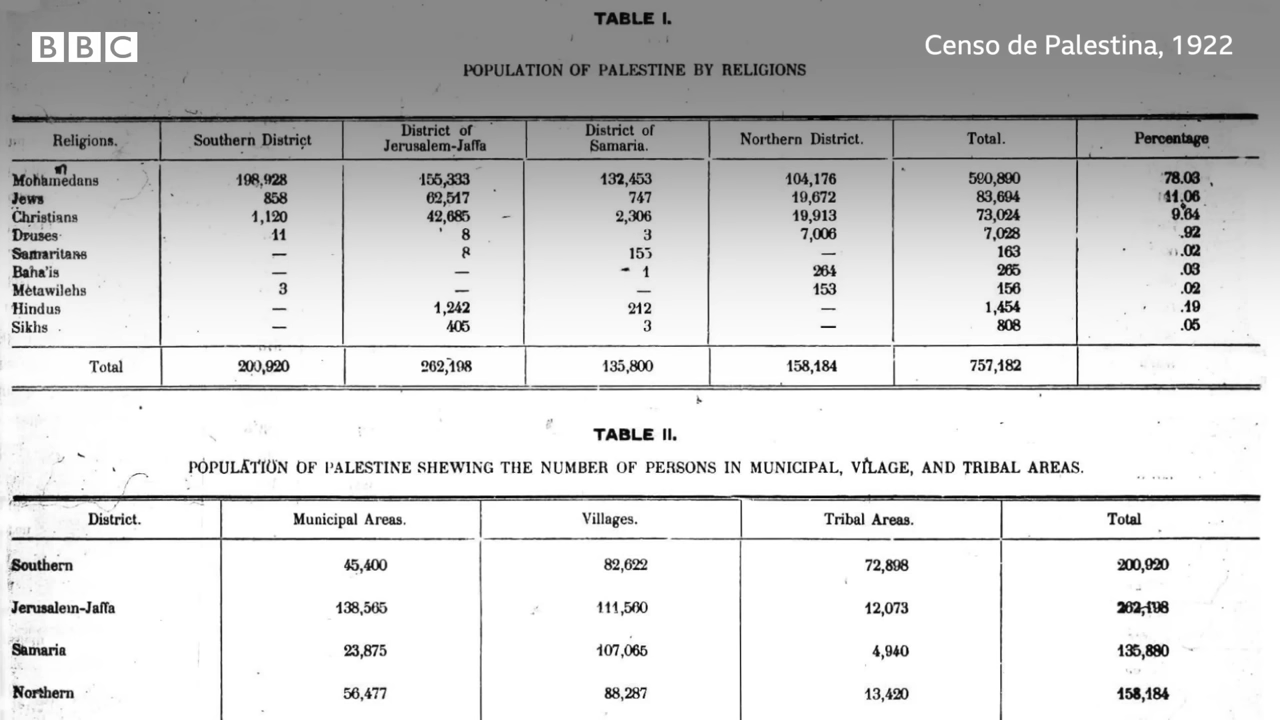 BBC
Censo de Palestina, 1922
TABLE I.
POPULATION OF PALESTINE BY RELIGIONS
Religions. Southern District District of Jerusalem-Jaffa District of Samaria. Northern District. Total. Percentage
Mohamedans 198,928 155,333 132,453 104,176 590,890 78.03
Jews 858 62,517 747 19,672 83,694 11.06
Christians 1,120 42,685 2,306 19,913 73,024 9.64
Druses 11 8 3 7,006 7,028 .92
Samaritans — 8 155 — 163 .02
Baha'is — — 1 264 265 .03
Metawilehs 3 — — 153 156 .02
Hindus — 1,242 212 — 1,454 .19
Sikhs — 405 3 — 808 .05
Total 200,920 262,198 135,800 158,184 757,182
TABLE II.
POPULATION OF PALESTINE SHEWING THE NUMBER OF PERSONS IN MUNICIPAL, VILAGE, AND TRIBAL AREAS.
District. Municipal Areas. Villages. Tribal Areas. Total
Southern 45,400 82,622 72,898 200,920
Jerusalem-Jaffa 138,565 111,560 12,073 262,198
Samaria 23,875 107,065 4,940 135,880
Northern 56,477 88,287 13,420 158,184